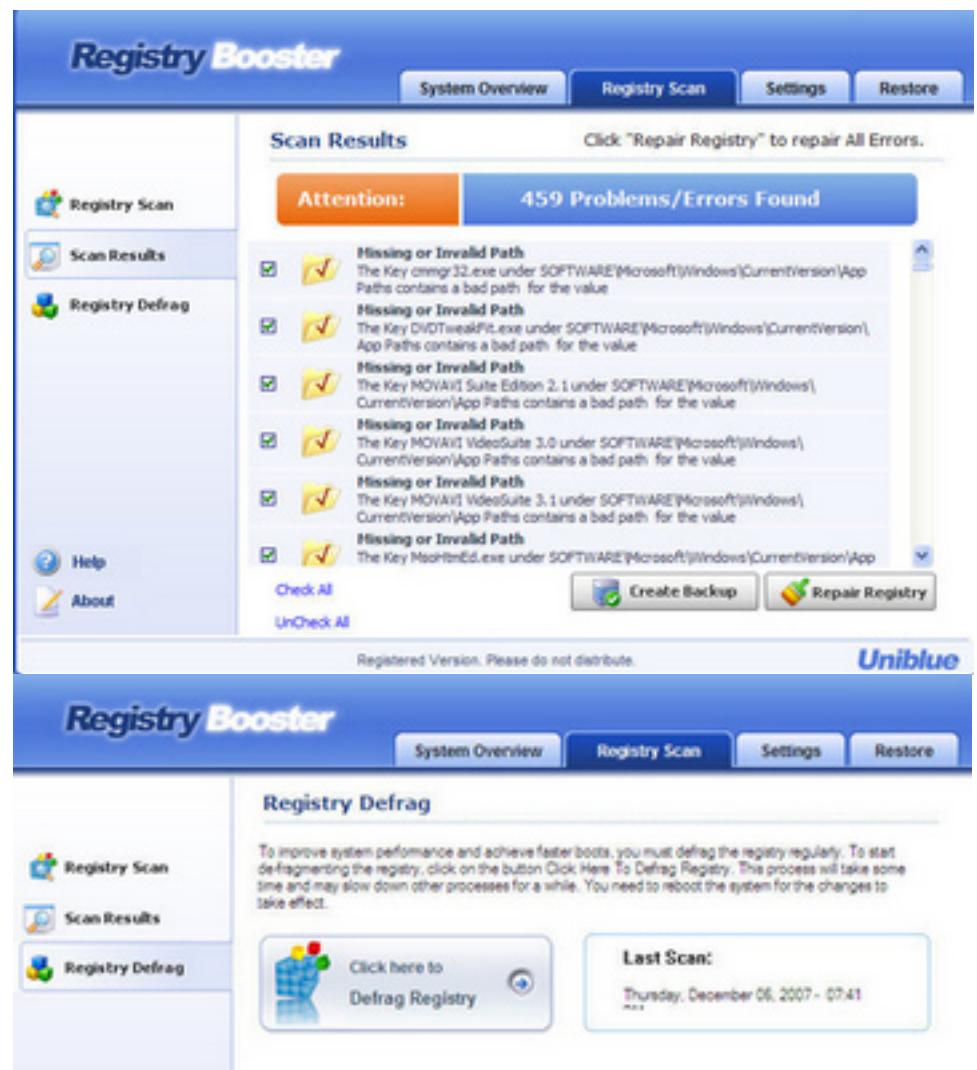 Registry Booster
System Overview
Registry Scan
Settings
Restore
Registry Scan
Scan Results
Registry Defrag
Help
About
Scan Results
Click "Repair Registry" to repair All Errors.
Attention:
459 Problems/Errors Found
Missing or Invalid Path
The Key cmmgr32.exe under SOFTWARE\Microsoft\Windows\CurrentVersion\App
Paths contains a bad path for the value
Missing or Invalid Path
The Key DVDTweakFit.exe under SOFTWARE\Microsoft\Windows\CurrentVersion\
App Paths contains a bad path for the value
Missing or Invalid Path
The Key MOVAVI Suite Edition 2.1 under SOFTWARE\Microsoft\Windows\
CurrentVersion\App Paths contains a bad path for the value
Missing or Invalid Path
The Key MOVAVI VideoSuite 3.0 under SOFTWARE\Microsoft\Windows\
CurrentVersion\App Paths contains a bad path for the value
Missing or Invalid Path
The Key MOVAVI VideoSuite 3.1 under SOFTWARE\Microsoft\Windows\
CurrentVersion\App Paths contains a bad path for the value
Missing or Invalid Path
The Key MsoHtmEd.exe under SOFTWARE\Microsoft\Windows\CurrentVersion\App
Check All
UnCheck All
Create Backup
Repair Registry
Registered Version. Please do not distribute.
Uniblue
Registry Booster
System Overview
Registry Scan
Settings
Restore
Registry Scan
Scan Results
Registry Defrag
Registry Defrag
To improve system perfomance and achieve faster boots, you must defrag the registry regularly. To start
de-fragmenting the registry, click on the button Click Here To Defrag Registry. This process will take some
time and may slow down other processes for a while. You need to reboot the system for the changes to
take effect.
Click here to
Defrag Registry
Last Scan:
Thursday, December 06, 2007 - 07:41